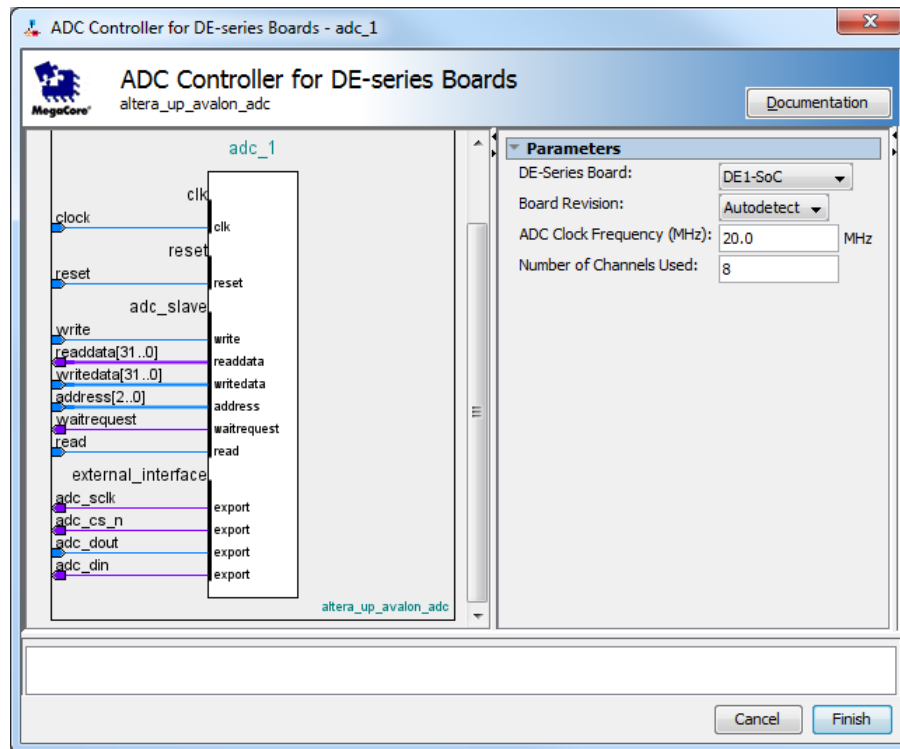 ADC Controller for DE-series Boards - adc_1
x
MegaCore®
ADC Controller for DE-series Boards
altera_up_avalon_adc
Documentation
adc_1
clk
clock
clk
reset
reset
reset
adc_slave
write
write
readdata[31..0]
readdata
writedata[31..0]
writedata
address[2..0]
address
waitrequest
waitrequest
read
read
external_interface
adc_sclk
export
adc_cs_n
export
adc_dout
export
adc_din
export
altera_up_avalon_adc
Parameters
DE-Series Board: DE1-SoC
Board Revision: Autodetect
ADC Clock Frequency (MHz): 20.0 MHz
Number of Channels Used: 8
Cancel Finish